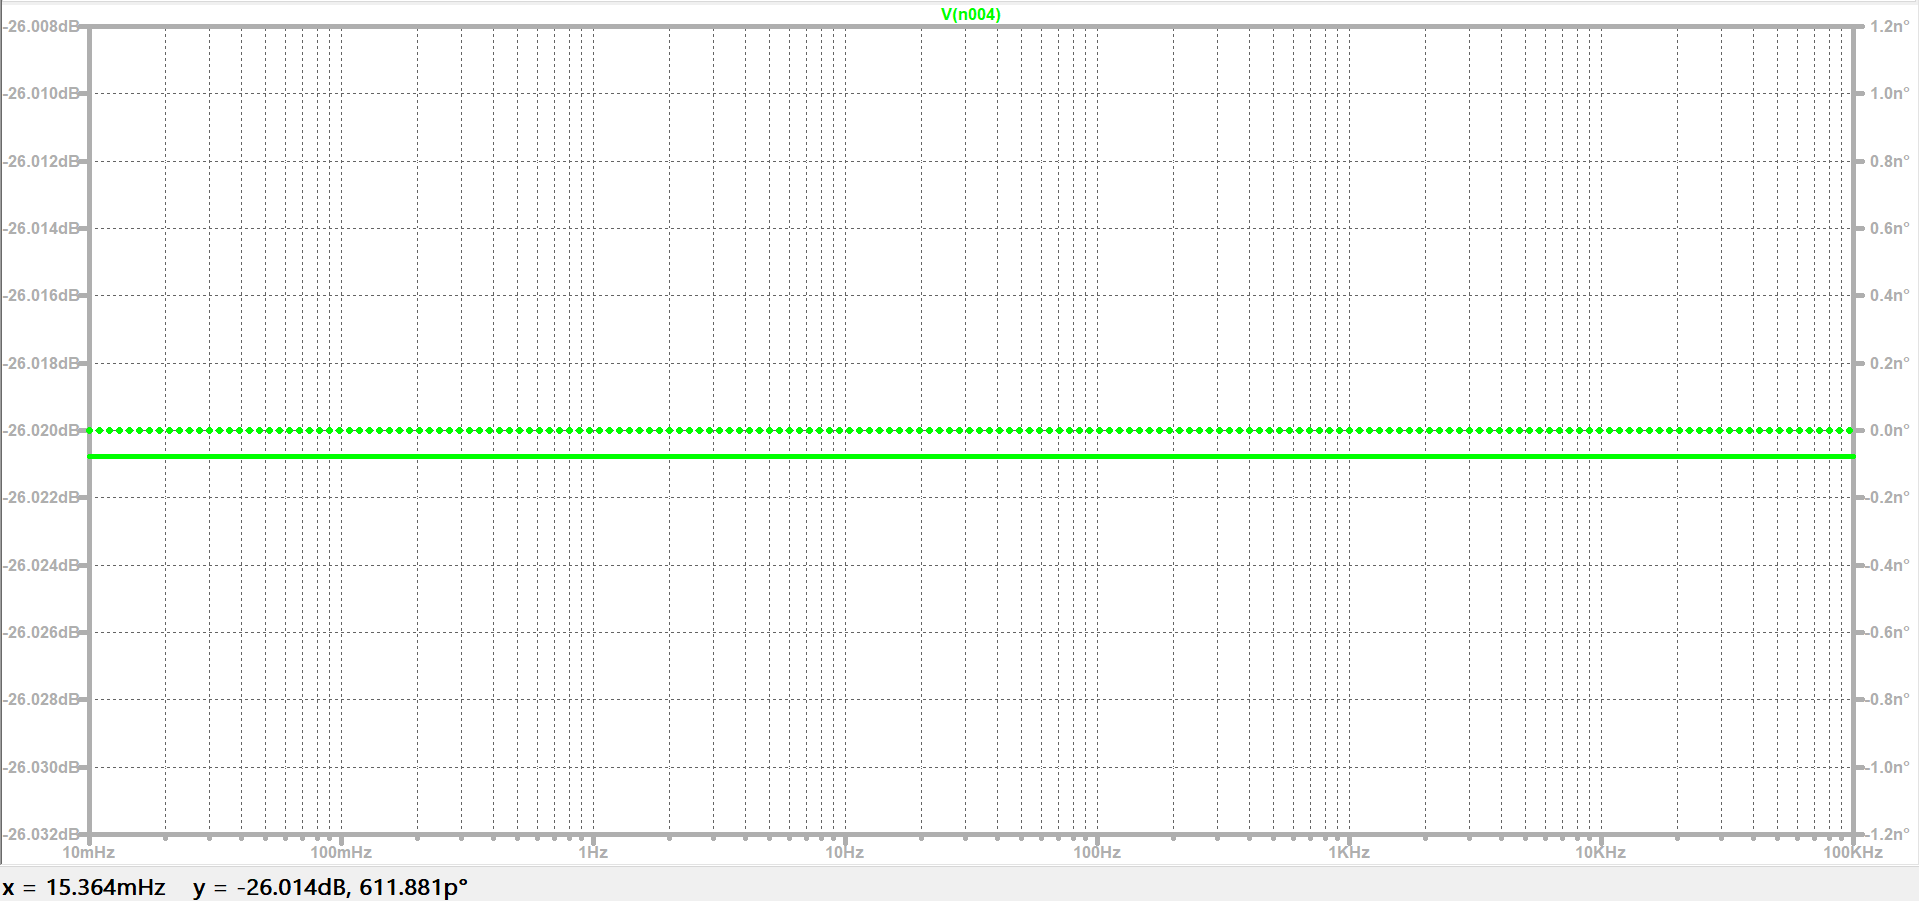 V(n004)
-26.008dB 1.2n°
-26.010dB 1.0n°
-26.012dB 0.8n°
-26.014dB 0.6n°
-26.016dB 0.4n°
-26.018dB 0.2n°
-26.020dB 0.0n°
-26.022dB -0.2n°
-26.024dB -0.4n°
-26.026dB -0.6n°
-26.028dB -0.8n°
-26.030dB -1.0n°
-26.032dB -1.2n°
10mHz 100mHz 1Hz 10Hz 100Hz 1KHz 10KHz 100KHz
x = 15.364mHz y = -26.014dB, 611.881p°